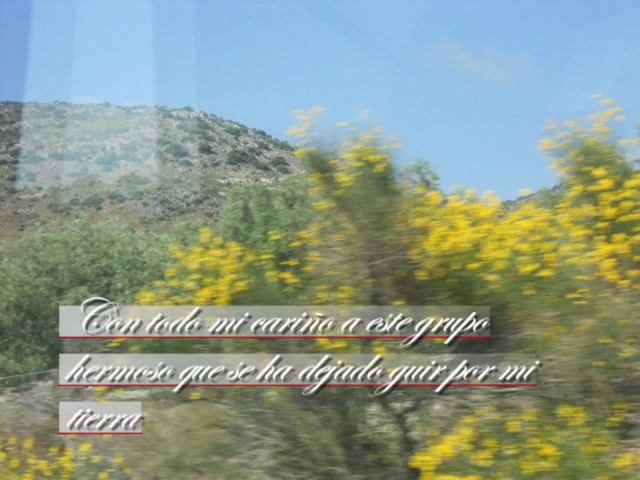 Con todo mi cariño a este grupo
hermoso que se ha dejado guir por mi
tierra